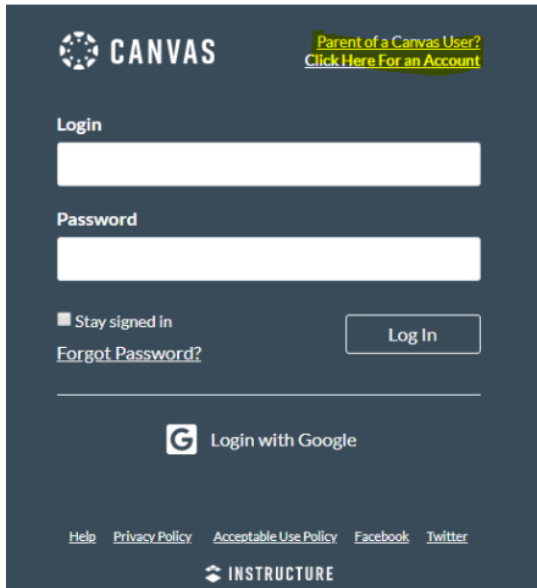 CANVAS
Parent of a Canvas User?
Click Here For an Account
Login
Password
Stay signed in
Log In
Forgot Password?
G Login with Google
Help Privacy Policy Acceptable Use Policy Facebook Twitter
INSTRUCTURE